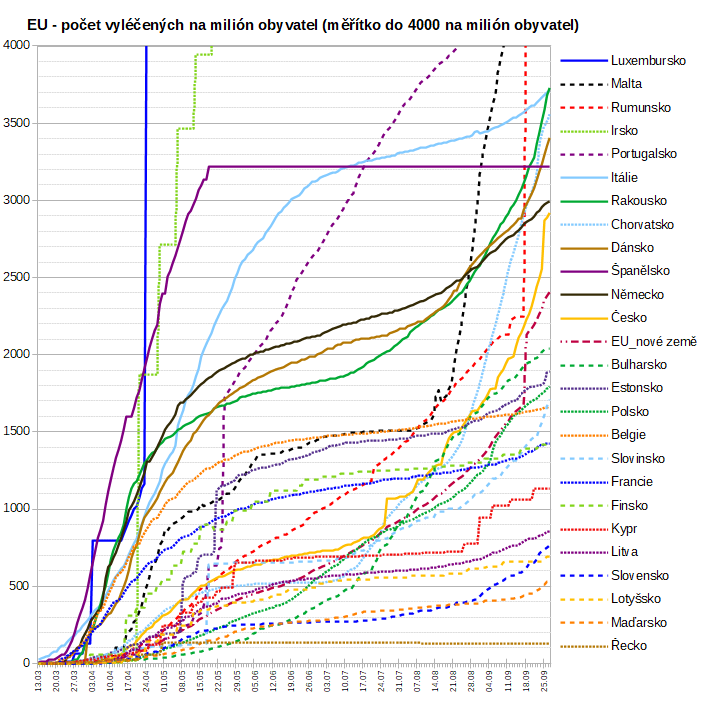 EU - počet vyléčených na milión obyvatel (měřítko do 4000 na milión obyvatel)
4000
3500
3000
2500
2000
1500
1000
500
0
13.03 20.03 27.03 03.04 10.04 17.04 24.04 01.05 08.05 15.05 22.05 29.05 05.06 12.06 19.06 26.06 03.07 10.07 17.07 24.07 31.07 07.08 14.08 21.08 28.08 04.09 11.09 18.09 25.09
Luxembursko
Malta
Rumunsko
Irsko
Portugalsko
Itálie
Rakousko
Chorvatsko
Dánsko
Španělsko
Německo
Česko
EU_nové země
Bulharsko
Estonsko
Polsko
Belgie
Slovinsko
Francie
Finsko
Kypr
Litva
Slovensko
Lotyšsko
Maďarsko
Řecko